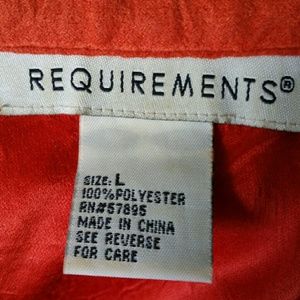 REQUIREMENTS®
SIZE: L
100% POLYESTER
RN#57895
MADE IN CHINA
SEE REVERSE
FOR CARE